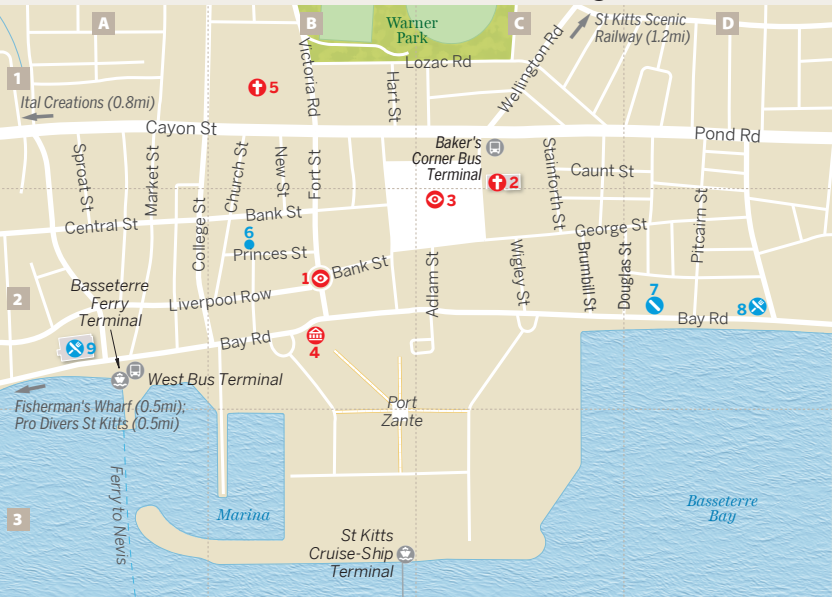 A
B
C
D
1
2
3
Warner
Park
St Kitts Scenic
Railway (1.2mi)
Lozac Rd
Victoria Rd
Hart St
Wellington Rd
5
Ital Creations (0.8mi)
Cayon St
Pond Rd
Baker's
Corner Bus
Terminal
2
3
Sproat St
Market St
Church St
New St
Fort St
Stainforth St
Caunt St
College St
Bank St
Central St
George St
Pitcairn St
6
Princes St
1
Bank St
Adlam St
Wigley St
Brumbill St
Douglas St
Basseterre
Ferry
Terminal
Liverpool Row
7
8
Bay Rd
Bay Rd
4
9
West Bus Terminal
Fisherman's Wharf (0.5mi);
Pro Divers St Kitts (0.5mi)
Port
Zante
Ferry to Nevis
Marina
Basseterre
Bay
St Kitts
Cruise-Ship
Terminal